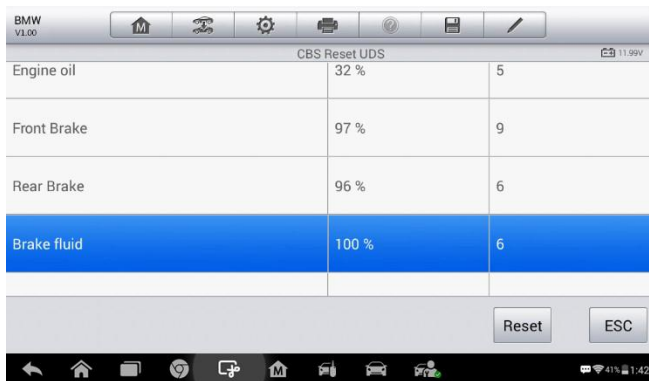 BMW
V1.00
CBS Reset UDS
11.99V
Engine oil 32 % 5
Front Brake 97 % 9
Rear Brake 96 % 6
Brake fluid 100 % 6
Reset ESC
41% 1:42